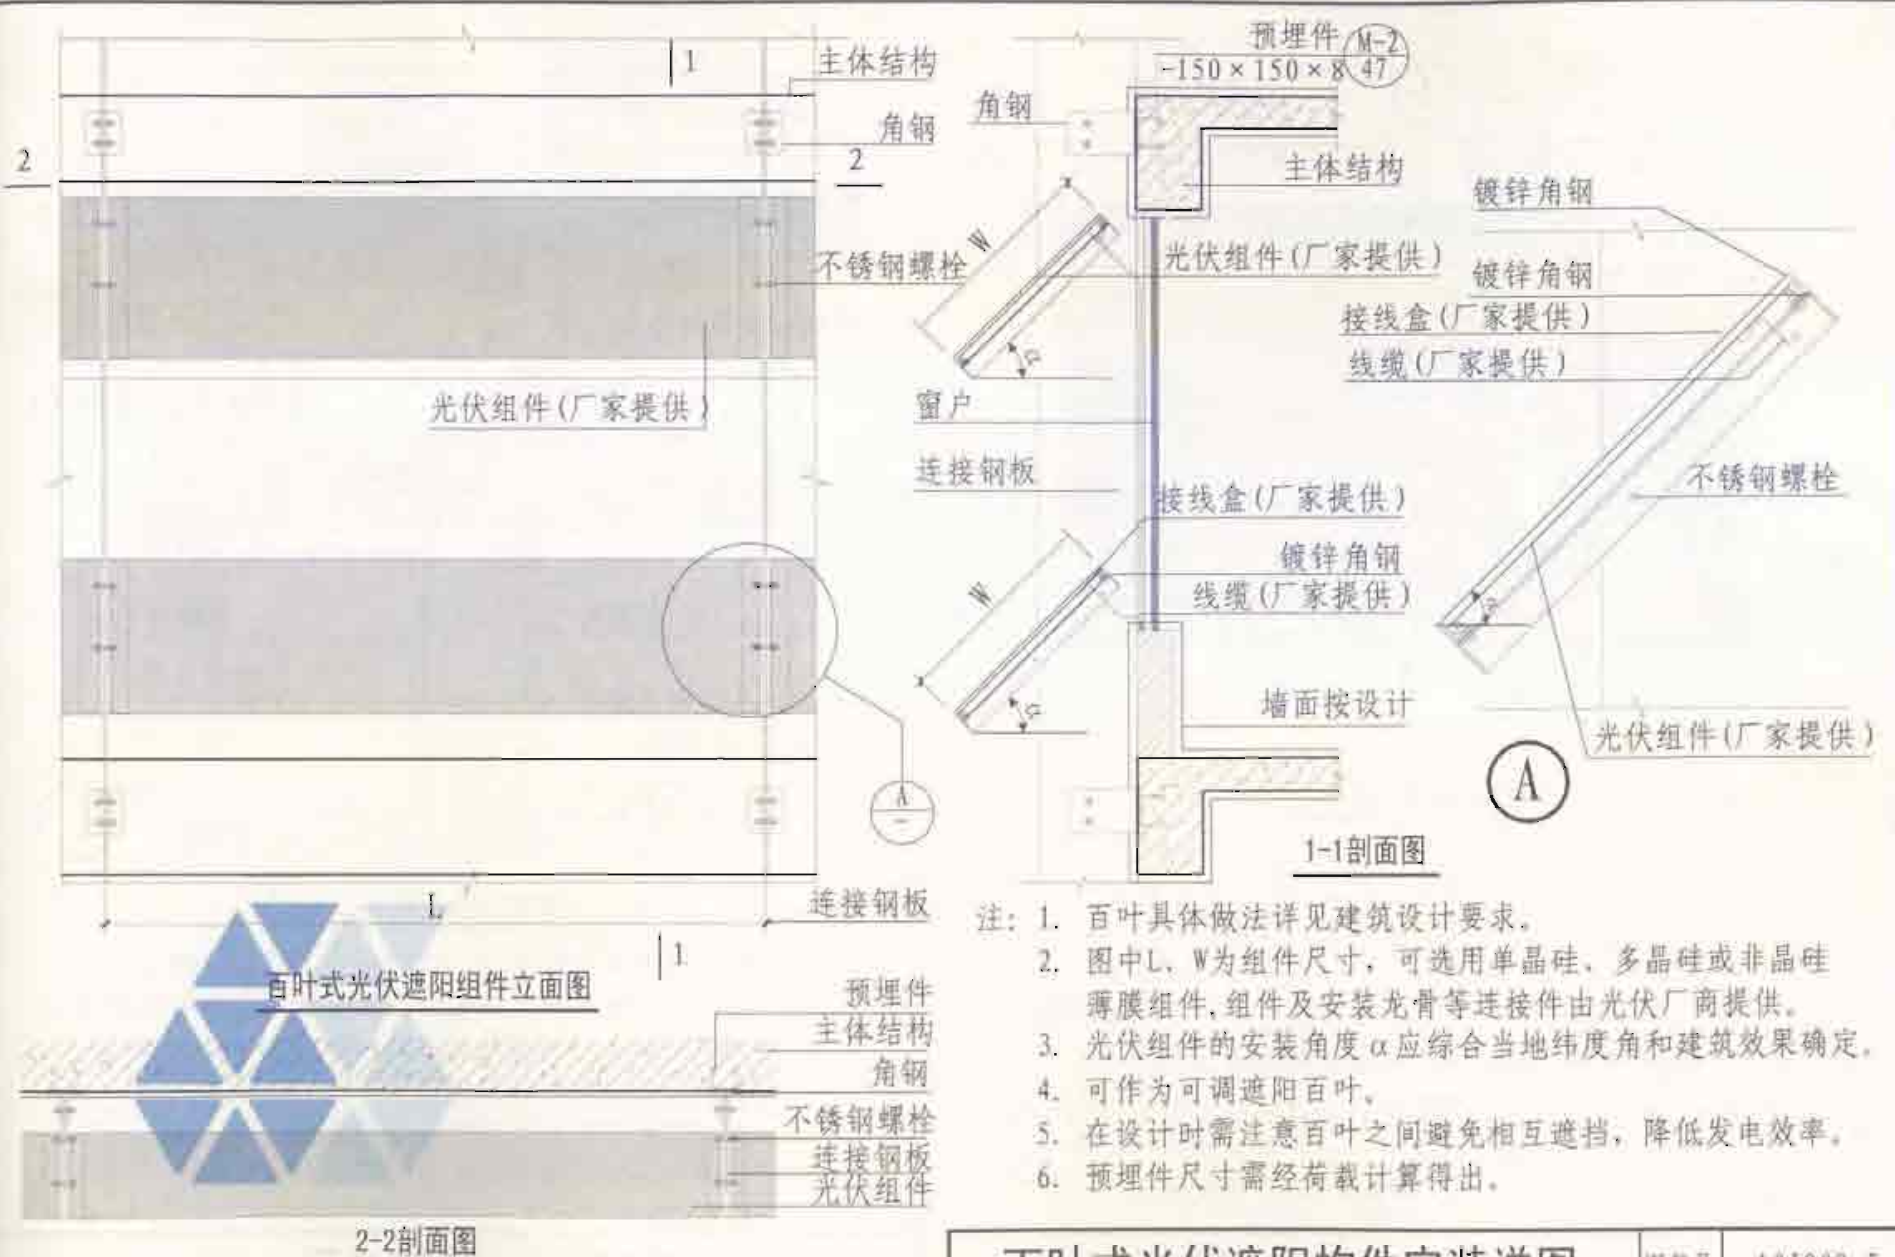 1
主体结构
角钢
2
2
不锈钢螺栓
光伏组件(厂家提供)
A
-
L
连接钢板
1
百叶式光伏遮阳组件立面图
预埋件
主体结构
角钢
不锈钢螺栓
连接钢板
光伏组件
2-2剖面图
预埋件
M-2
-150×150×8
47
角钢
主体结构
W
光伏组件(厂家提供)
α
窗户
连接钢板
接线盒(厂家提供)
镀锌角钢
线缆(厂家提供)
W
α
墙面按设计
1-1剖面图
镀锌角钢
镀锌角钢
接线盒(厂家提供)
线缆(厂家提供)
不锈钢螺栓
α
光伏组件(厂家提供)
A
注: 1. 百叶具体做法详见建筑设计要求。
2. 图中L、W为组件尺寸，可选用单晶硅、多晶硅或非晶硅
薄膜组件,组件及安装龙骨等连接件由光伏厂商提供。
3. 光伏组件的安装角度α应综合当地纬度角和建筑效果确定。
4. 可作为可调遮阳百叶。
5. 在设计时需注意百叶之间避免相互遮挡，降低发电效率。
6. 预埋件尺寸需经荷载计算得出。
百叶式光伏遮阳构件安装详图